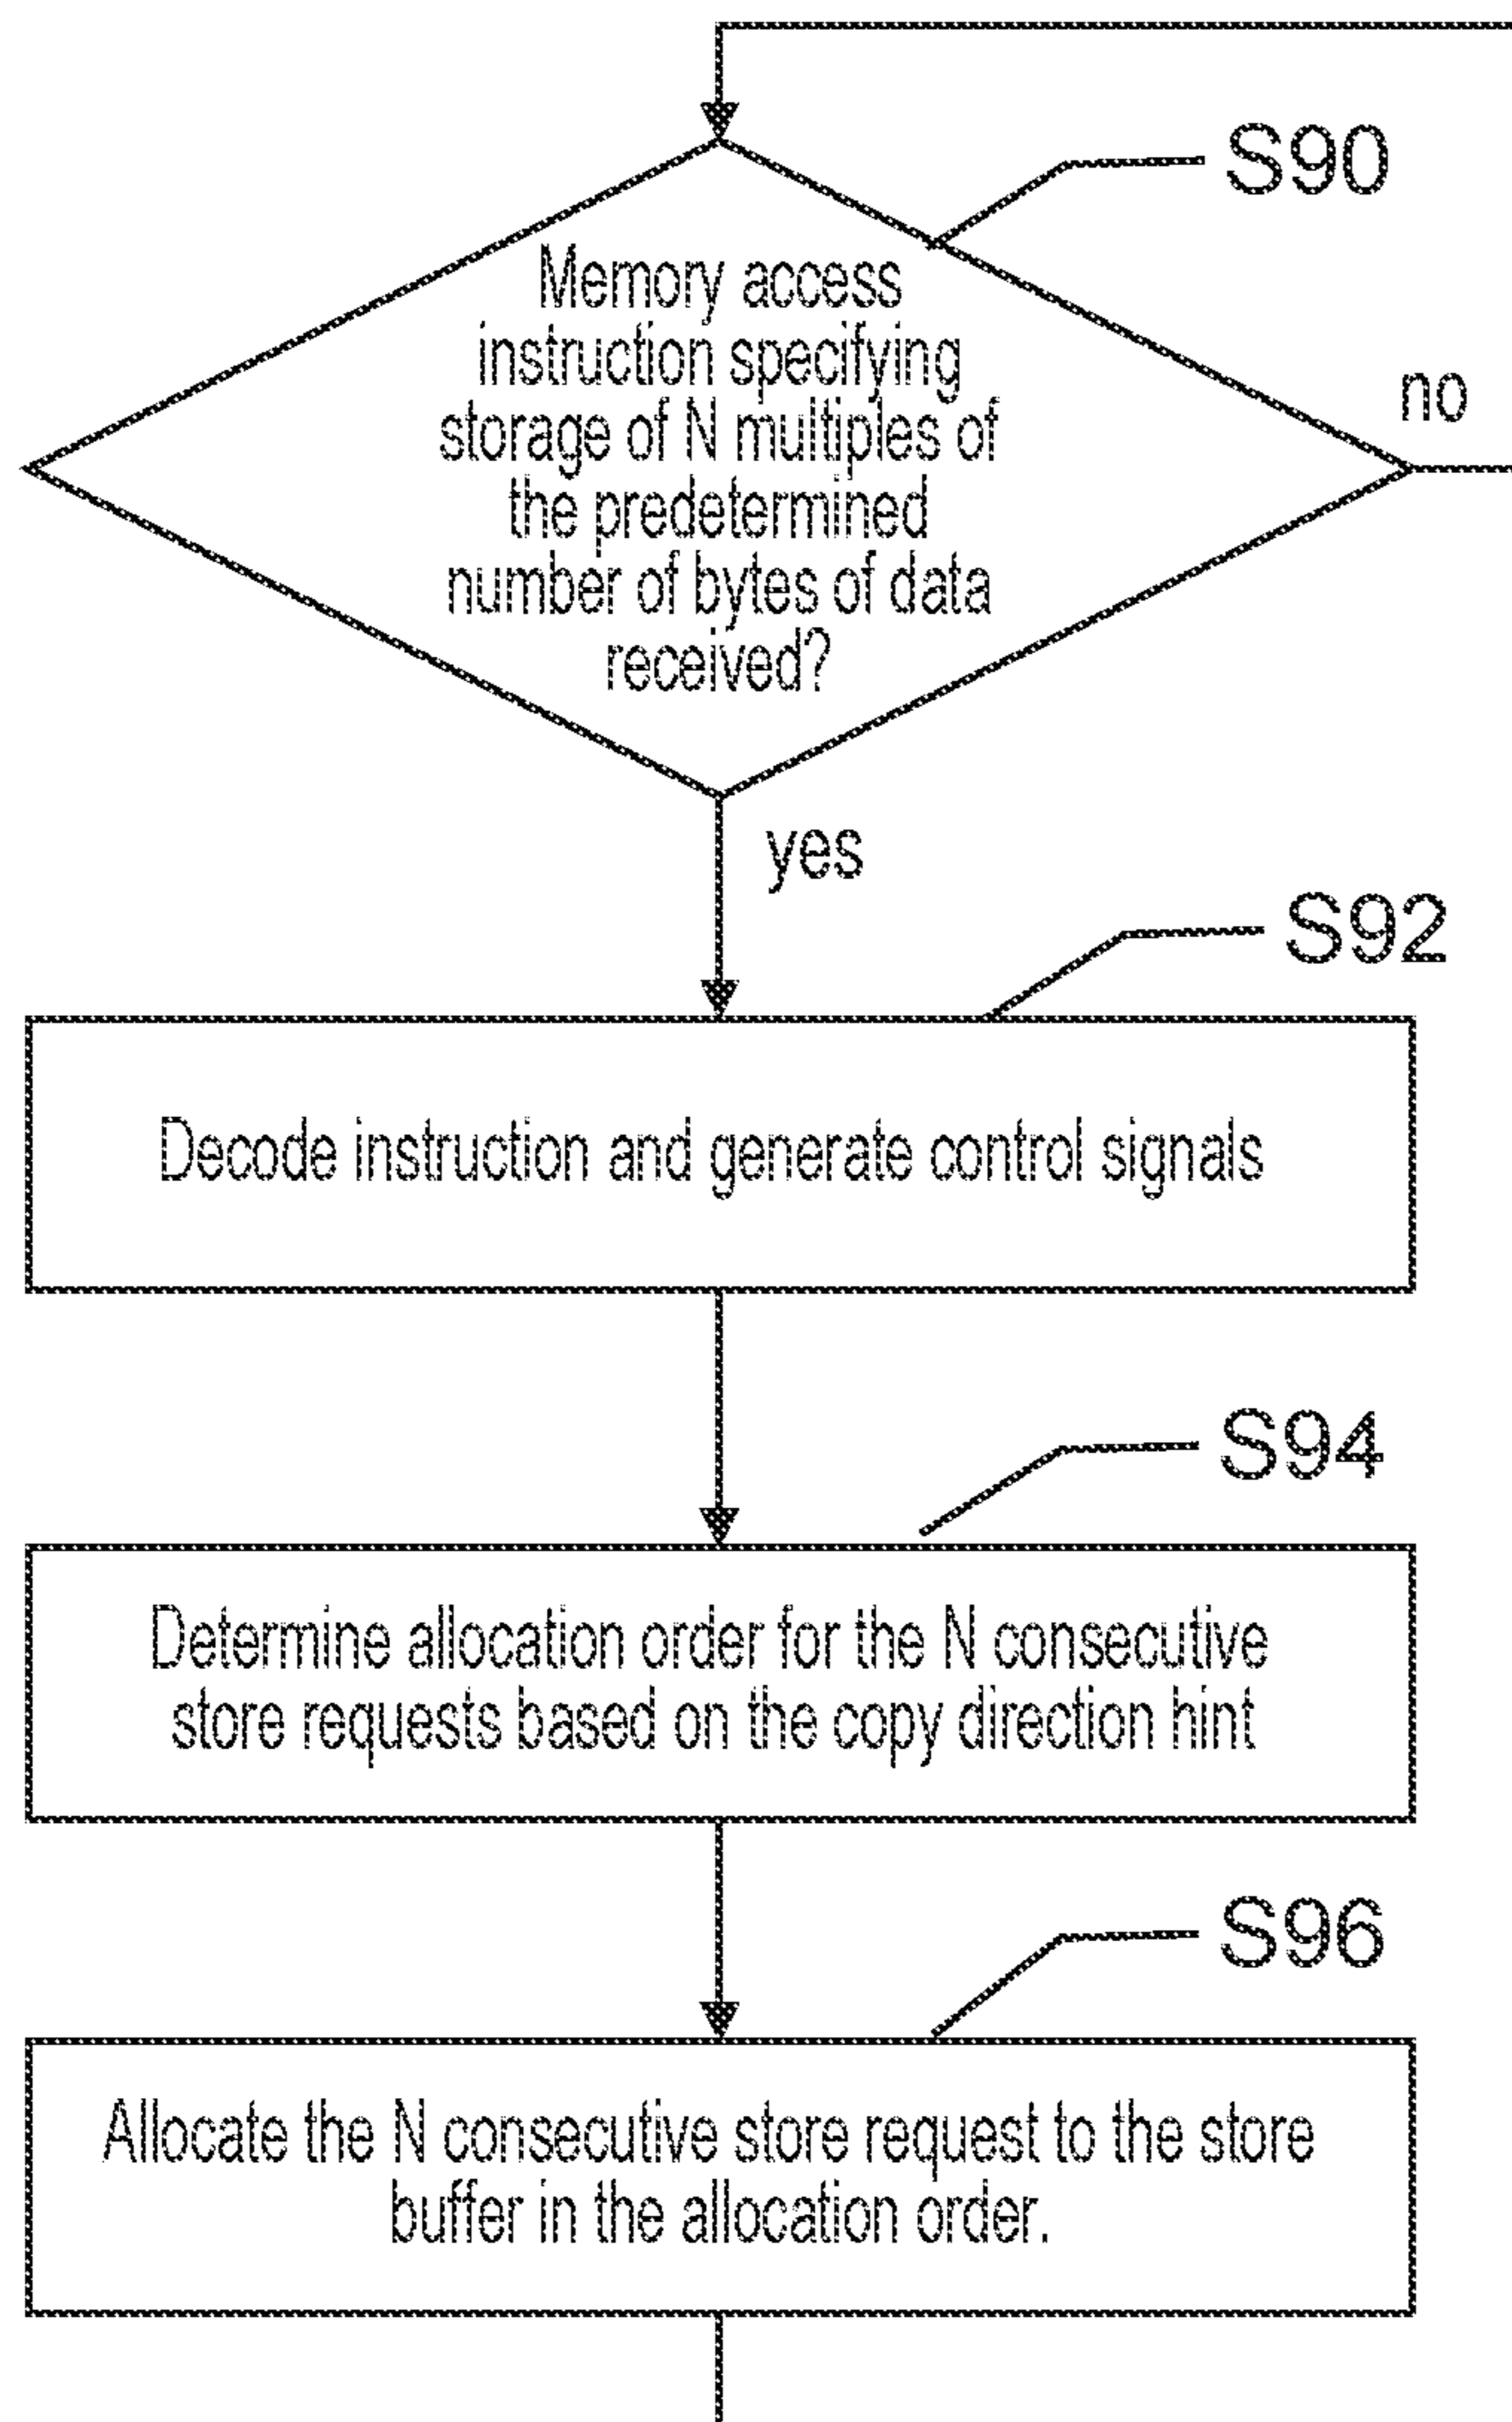 S90
Memory access
instruction specifying
storage of N multiples of
the predetermined
number of bytes of data
received?
no
yes
S92
Decode instruction and generate control signals
S94
Determine allocation order for the N consecutive
store requests based on the copy direction hint
S96
Allocate the N consecutive store request to the store
buffer in the allocation order.